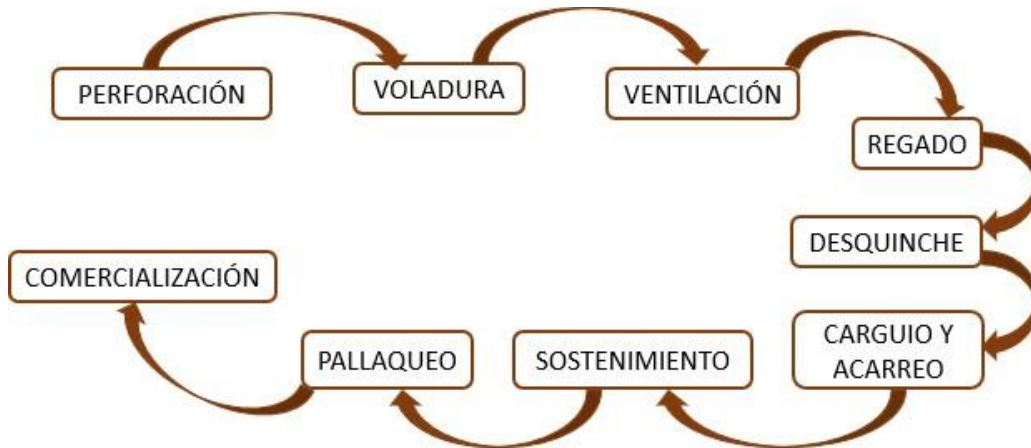 PERFORACIÓN
VOLADURA
VENTILACIÓN
REGADO
DESQUINCHE
CARGUIO Y
ACARREO
SOSTENIMIENTO
PALLAQUEO
COMERCIALIZACIÓN